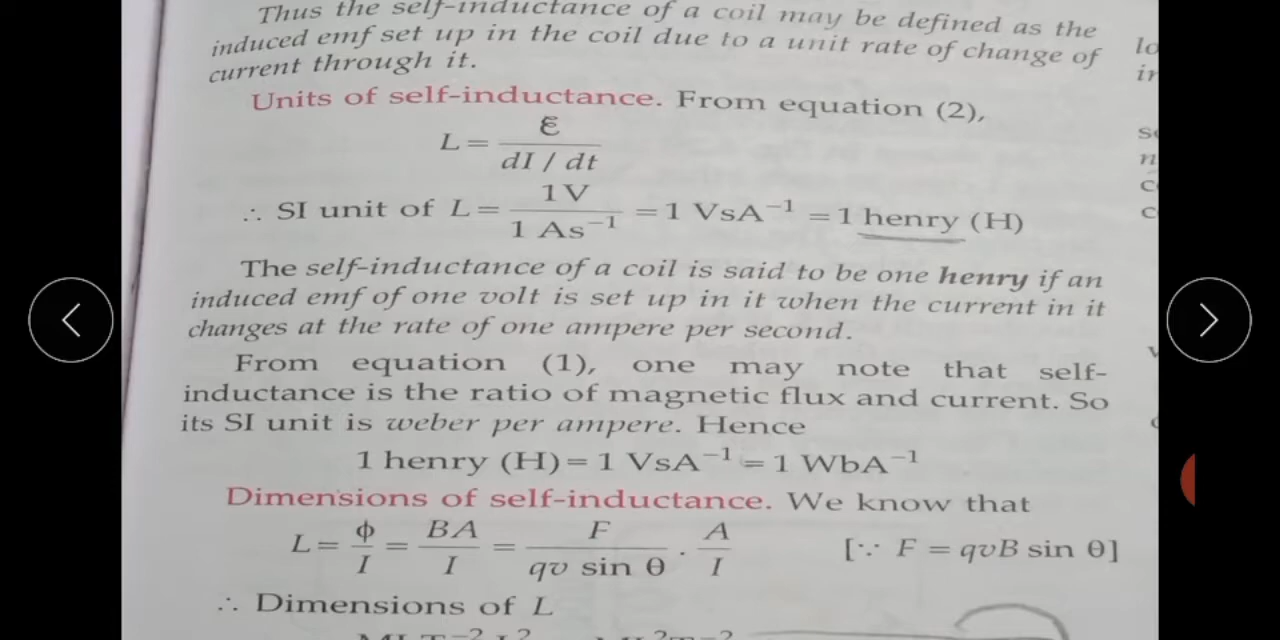 Thus the self-inductance of a coil may be defined as the
induced emf set up in the coil due to a unit rate of change of
current through it.
Units of self-inductance. From equation (2),
L = ℰ / (dI / dt)
∴ SI unit of L = 1 V / 1 As⁻¹ = 1 VsA⁻¹ = 1 henry (H)
The self-inductance of a coil is said to be one henry if an
induced emf of one volt is set up in it when the current in it
changes at the rate of one ampere per second.
From equation (1), one may note that self-
inductance is the ratio of magnetic flux and current. So
its SI unit is weber per ampere. Hence
1 henry (H) = 1 VsA⁻¹ = 1 WbA⁻¹
Dimensions of self-inductance. We know that
L = ϕ / I = BA / I = F / (qv sin θ) · A / I [∵ F = qvB sin θ]
∴ Dimensions of L